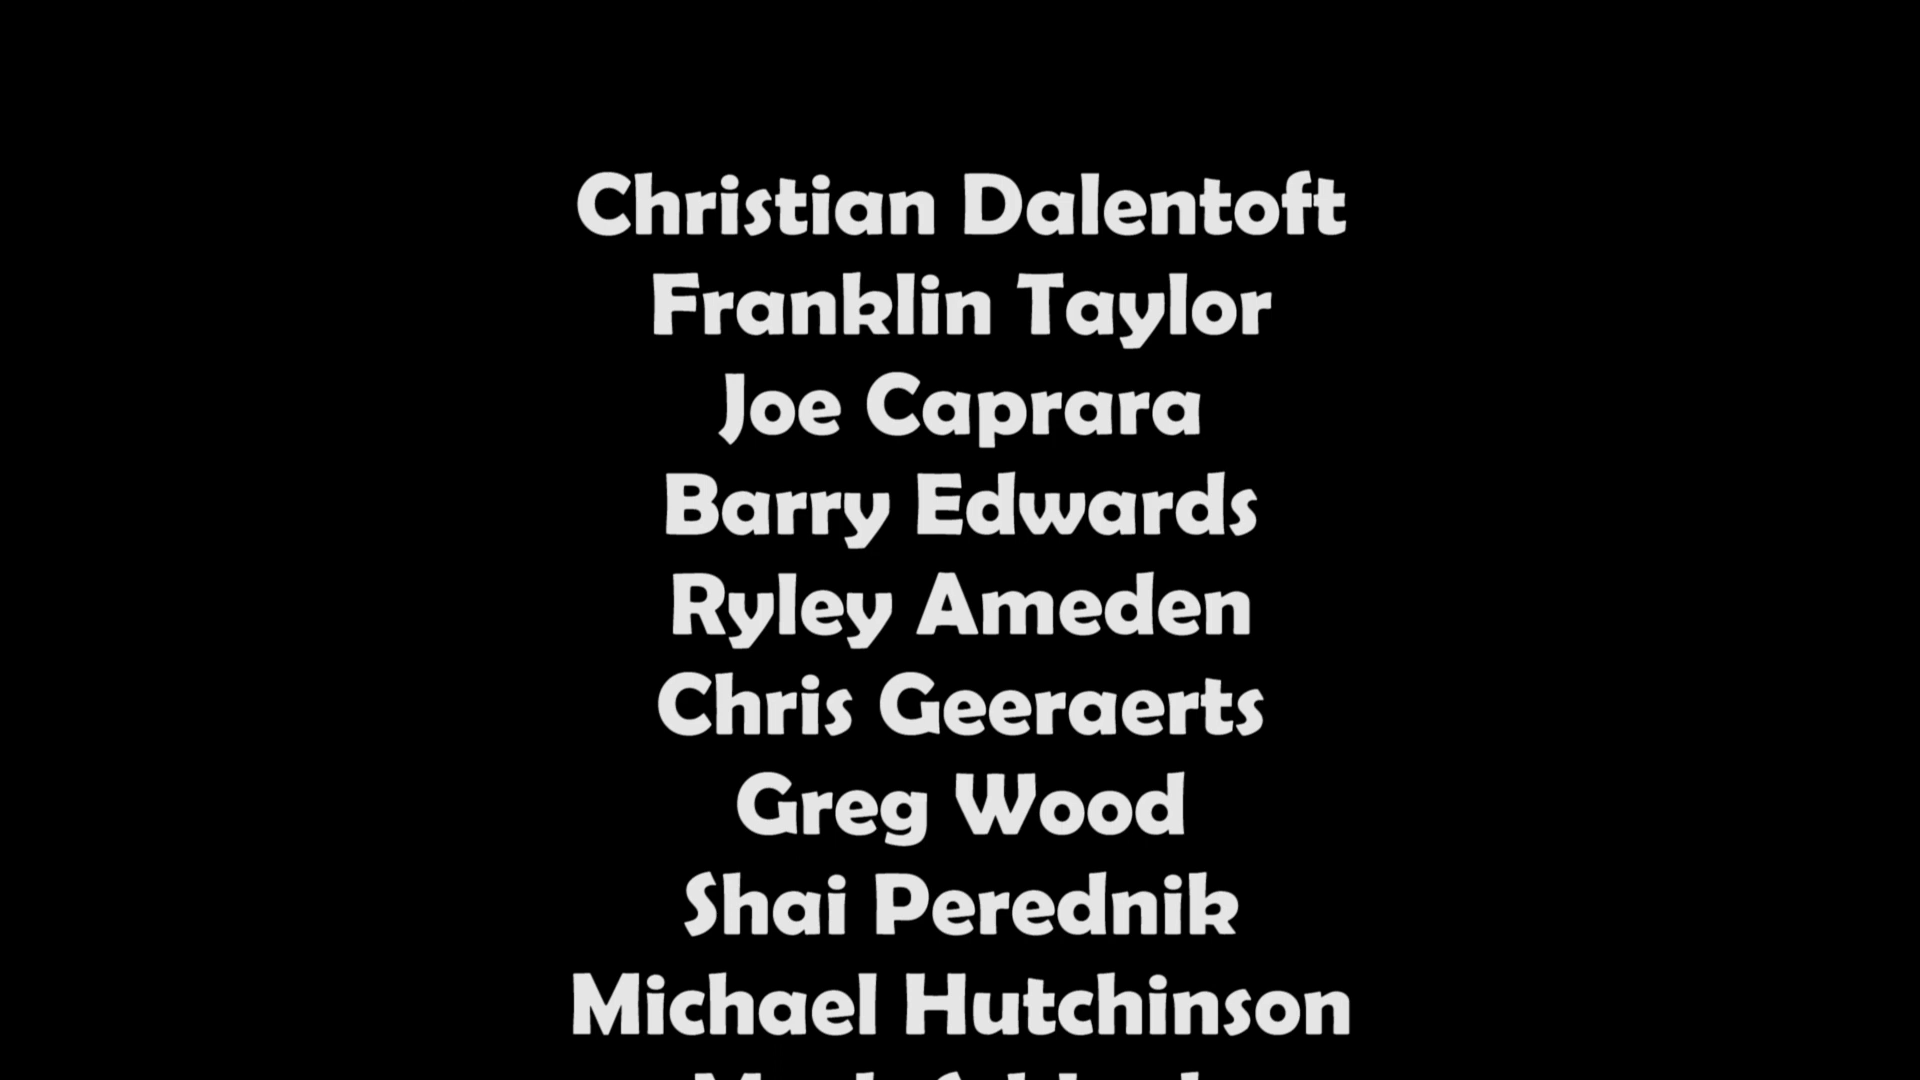 Christian Dalentoft
Franklin Taylor
Joe Caprara
Barry Edwards
Ryley Ameden
Chris Geeraerts
Greg Wood
Shai Perednik
Michael Hutchinson